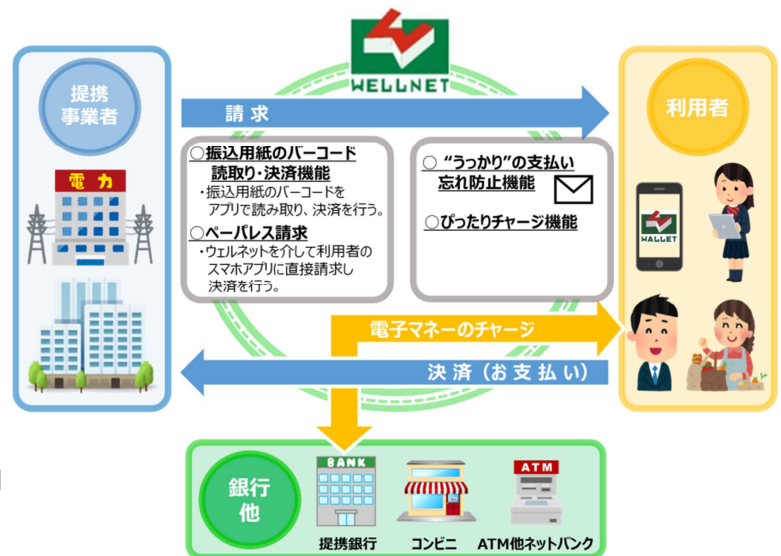 WELLNET
提携
事業者
請求
利用者
○振込用紙のバーコード
読取り・決済機能
・振込用紙のバーコードを
アプリで読み取り、決済を行う。
○ペーパレス請求
・ウェルネットを介して利用者の
スマホアプリに直接請求し
決済を行う。
○ “うっかり”の支払い
忘れ防止機能
○ぴったりチャージ機能
電力
WALLET
電子マネーのチャージ
決済（お支払い）
銀行
他
BANK
ATM
提携銀行
コンビニ
ATM他ネットバンク